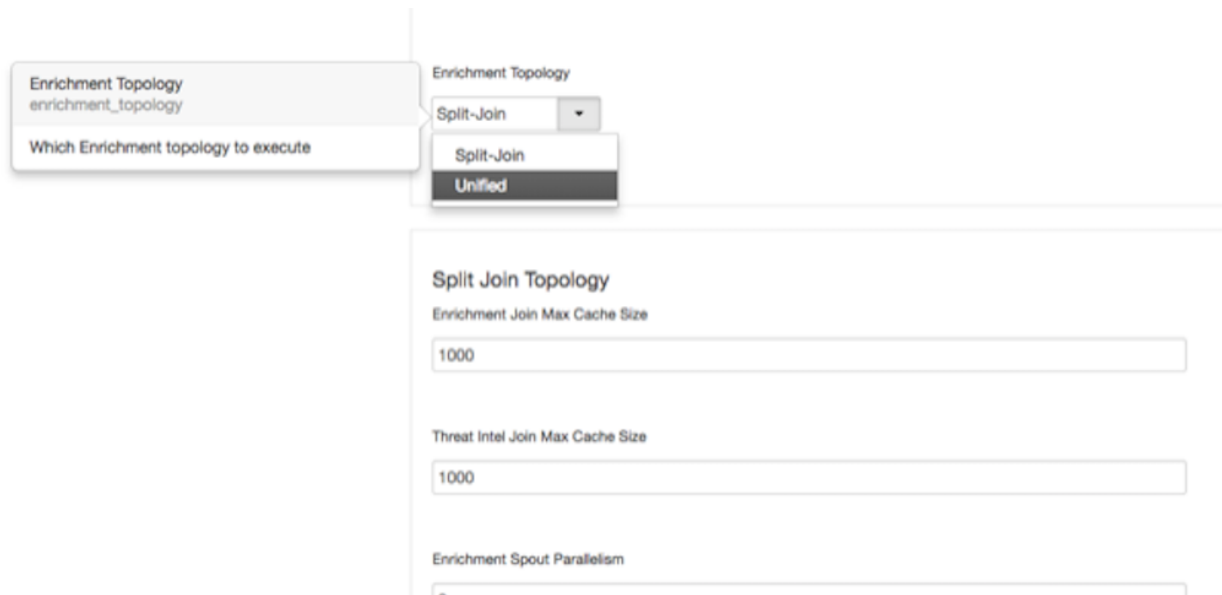 Enrichment Topology
enrichment_topology
Which Enrichment topology to execute
Enrichment Topology
Split-Join
Split-Join
Unified
Split Join Topology
Enrichment Join Max Cache Size
1000
Threat Intel Join Max Cache Size
1000
Enrichment Spout Parallelism